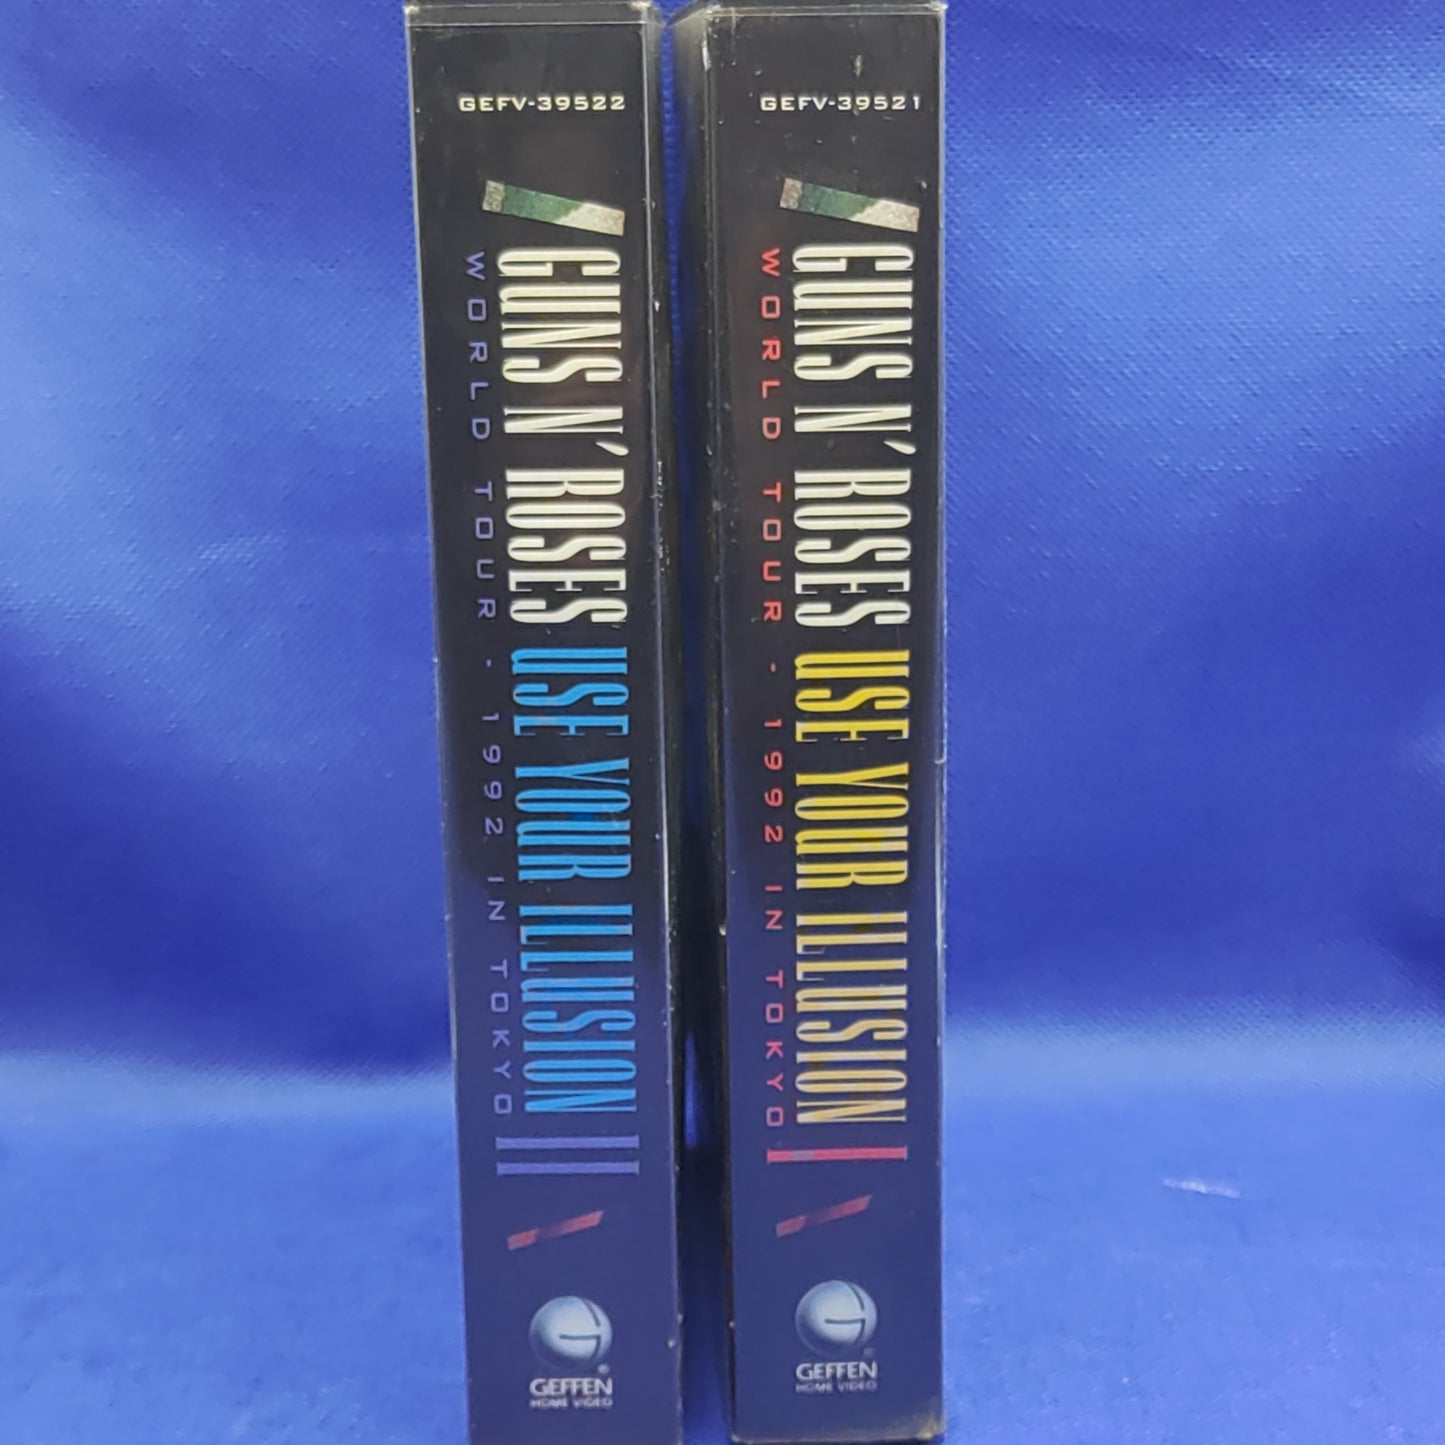 GEFV-39522
GUNS N' ROSES USE YOUR ILLUSION II
WORLD TOUR - 1992 IN TOKYO
GEFFEN
HOME VIDEO
GEFV-39521
GUNS N' ROSES USE YOUR ILLUSION I
WORLD TOUR - 1992 IN TOKYO
GEFFEN
HOME VIDEO